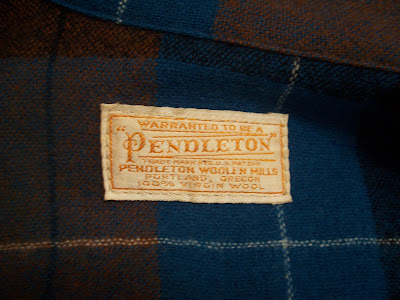 WARRANTED TO BE A
"PENDLETON"
TRADE MARK REG. U.S. PAT. OFF.
PENDLETON WOOLEN MILLS
PORTLAND, OREGON
100% VIRGIN WOOL